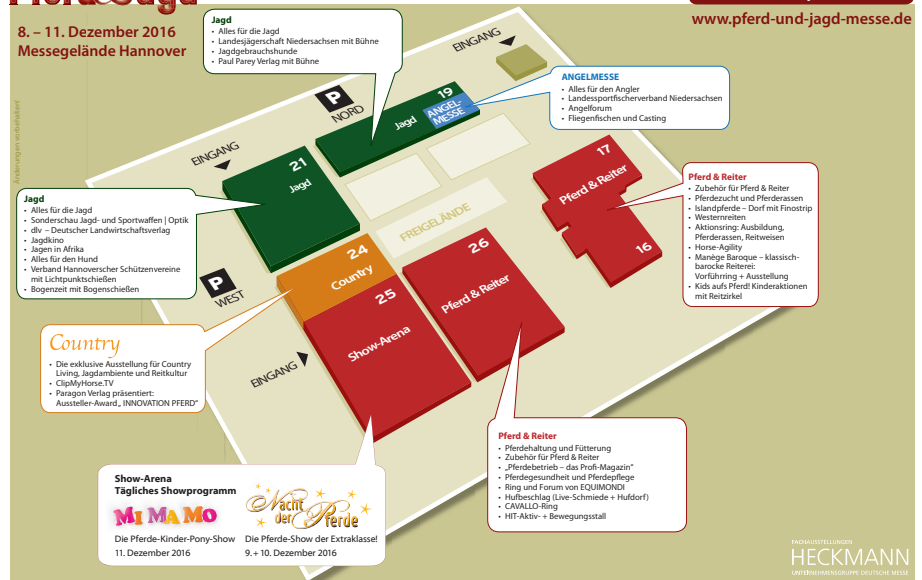 Pferd&Jagd
8. – 11. Dezember 2016
Messegelände Hannover
www.pferd-und-jagd-messe.de
Änderungen vorbehalten!
Jagd
• Alles für die Jagd
• Landesjägerschaft Niedersachsen mit Bühne
• Jagdgebrauchshunde
• Paul Parey Verlag mit Bühne
EINGANG
ANGELMESSE
• Alles für den Angler
• Landessportfischerverband Niedersachsen
• Angelforum
• Fliegenfischen und Casting
P
NORD
19
Jagd
ANGEL-
MESSE
EINGANG
21
Jagd
17
Pferd & Reiter
16
Pferd & Reiter
• Zubehör für Pferd & Reiter
• Pferdezucht und Pferderassen
• Islandpferde – Dorf mit Finostrip
• Westernreiten
• Aktionsring: Ausbildung,
Pferderassen, Reitweisen
• Horse-Agility
• Manège Baroque – klassisch-
barocke Reiterei:
Vorführring + Ausstellung
• Kids aufs Pferd! Kinderaktionen
mit Reitzirkel
Jagd
• Alles für die Jagd
• Sonderschau Jagd- und Sportwaffen | Optik
• dlv – Deutscher Landwirtschaftsverlag
• Jagdkino
• Jagen in Afrika
• Alles für den Hund
• Verband Hannoverscher Schützenvereine
mit Lichtpunktschießen
• Bogenzeit mit Bogenschießen
FREIGELÄNDE
P
WEST
24
Country
26
Pferd & Reiter
25
Show-Arena
EINGANG
Country
• Die exklusive Ausstellung für Country
Living, Jagdambiente und Reitkultur
• ClipMyHorse.TV
• Paragon Verlag präsentiert:
Aussteller-Award „ INNOVATION PFERD“
Pferd & Reiter
• Pferdehaltung und Fütterung
• Zubehör für Pferd & Reiter
• „Pferdebetrieb – das Profi-Magazin“
• Pferdegesundheit und Pferdepflege
• Ring und Forum von EQUIMONDI
• Hufbeschlag (Live-Schmiede + Hufdorf)
• CAVALLO-Ring
• HIT-Aktiv- + Bewegungsstall
Show-Arena
Tägliches Showprogramm
MI MA MO
Die Pferde-Kinder-Pony-Show
11. Dezember 2016
Nacht
der Pferde
Die Pferde-Show der Extraklasse!
9. + 10. Dezember 2016
FACHAUSSTELLUNGEN
HECKMANN
UNTERNEHMENSGRUPPE DEUTSCHE MESSE